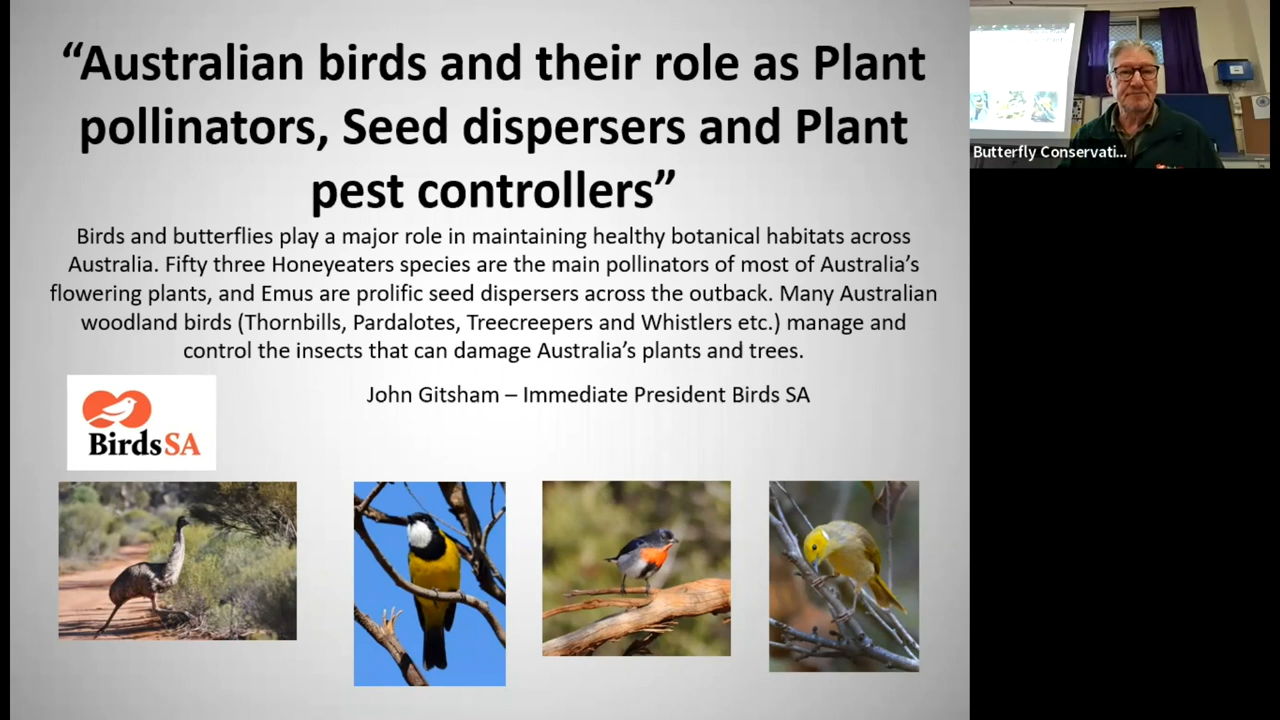 “Australian birds and their role as Plant
pollinators, Seed dispersers and Plant
pest controllers”
Birds and butterflies play a major role in maintaining healthy botanical habitats across
Australia. Fifty three Honeyeaters species are the main pollinators of most of Australia’s
flowering plants, and Emus are prolific seed dispersers across the outback. Many Australian
woodland birds (Thornbills, Pardalotes, Treecreepers and Whistlers etc.) manage and
control the insects that can damage Australia’s plants and trees.
John Gitsham – Immediate President Birds SA
BirdsSA
Butterfly Conservati...